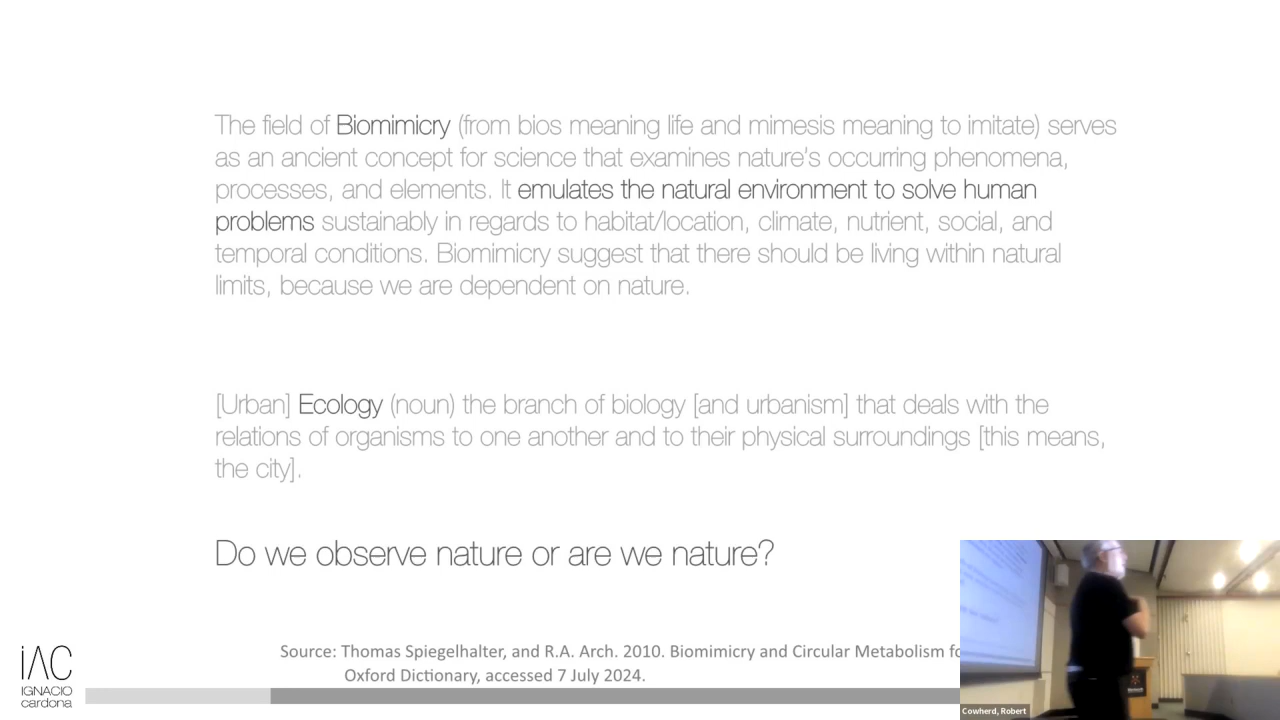 The field of Biomimicry (from bios meaning life and mimesis meaning to imitate) serves
as an ancient concept for science that examines nature's occurring phenomena,
processes, and elements. It emulates the natural environment to solve human
problems sustainably in regards to habitat/location, climate, nutrient, social, and
temporal conditions. Biomimicry suggest that there should be living within natural
limits, because we are dependent on nature.
[Urban] Ecology (noun) the branch of biology [and urbanism] that deals with the
relations of organisms to one another and to their physical surroundings [this means,
the city].
Do we observe nature or are we nature?
Source: Thomas Spiegelhalter, and R.A. Arch. 2010. Biomimicry and Circular Metabolism fo
Oxford Dictionary, accessed 7 July 2024.
iAC
IGNACIO
cardona
Cowherd, Robert